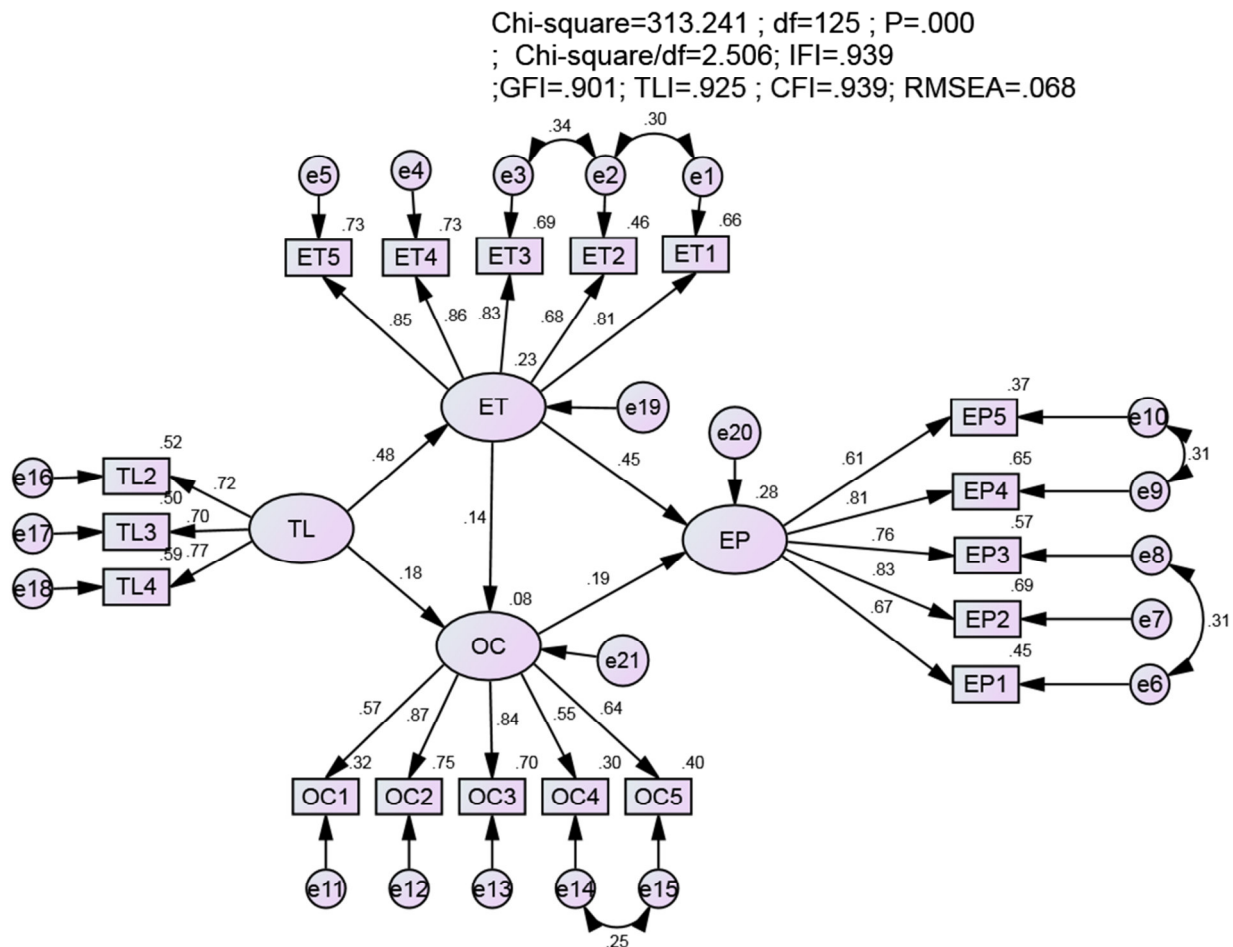 Chi-square=313.241 ; df=125 ; P=.000
; Chi-square/df=2.506; IFI=.939
;GFI=.901; TLI=.925 ; CFI=.939; RMSEA=.068
.34
.30
e5
e4
e3
e2
e1
.73
.73
.69
.46
.66
ET5
ET4
ET3
ET2
ET1
.85
.86
.83
.68
.81
.23
ET
e19
.37
EP5
e10
e20
.31
.48
.45
.61
.65
EP4
e9
.52
e16
TL2
.72
.28
.81
.50
.57
e17
TL3
.70
TL
.14
EP
.76
EP3
e8
.59
.77
e18
TL4
.18
.19
.83
.69
EP2
e7
.31
.08
.67
.45
OC
e21
EP1
e6
.57
.87
.84
.55
.64
.32
.75
.70
.30
.40
OC1
OC2
OC3
OC4
OC5
e11
e12
e13
e14
e15
.25